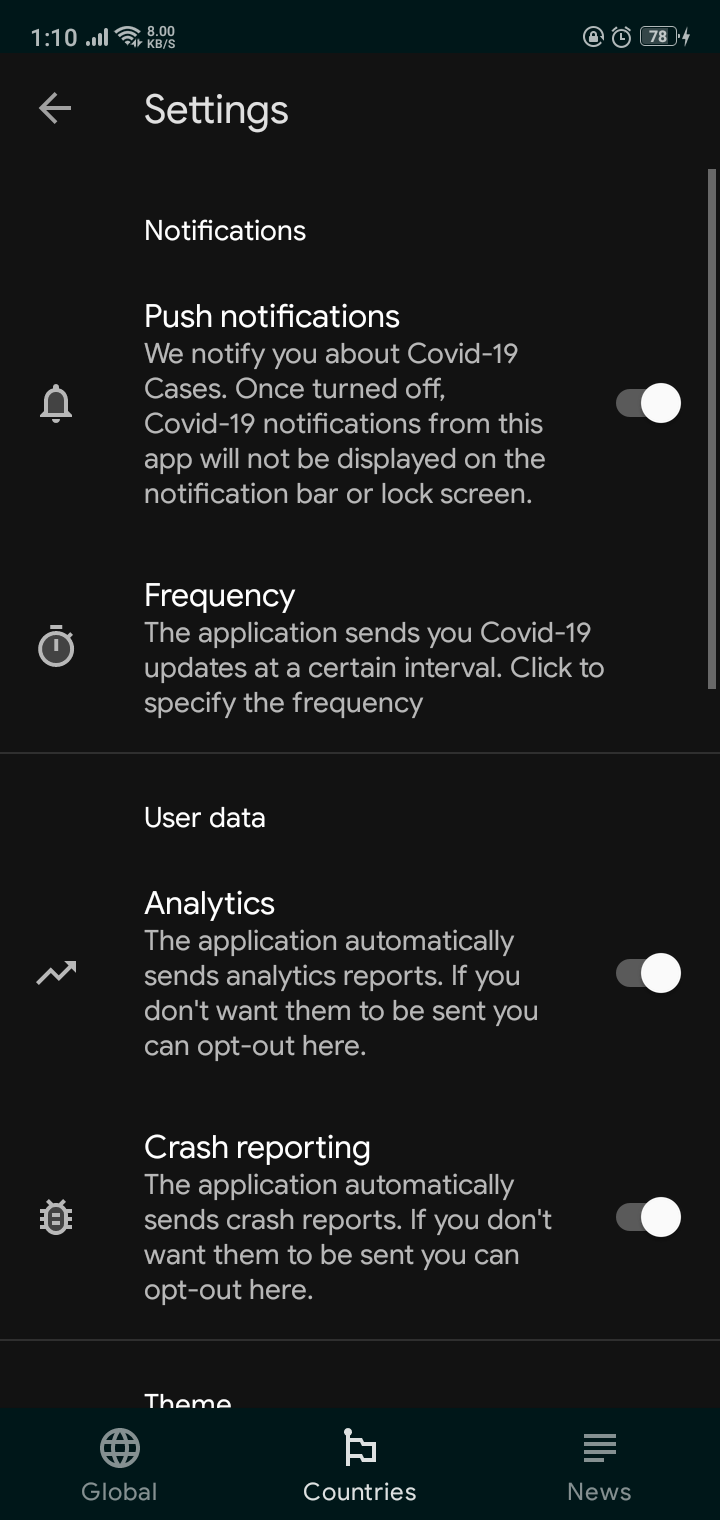 1:10 8.00 KB/S 78
Settings
Notifications
Push notifications
We notify you about Covid-19
Cases. Once turned off,
Covid-19 notifications from this
app will not be displayed on the
notification bar or lock screen.
Frequency
The application sends you Covid-19
updates at a certain interval. Click to
specify the frequency
User data
Analytics
The application automatically
sends analytics reports. If you
don't want them to be sent you
can opt-out here.
Crash reporting
The application automatically
sends crash reports. If you don't
want them to be sent you can
opt-out here.
Theme
Global Countries News